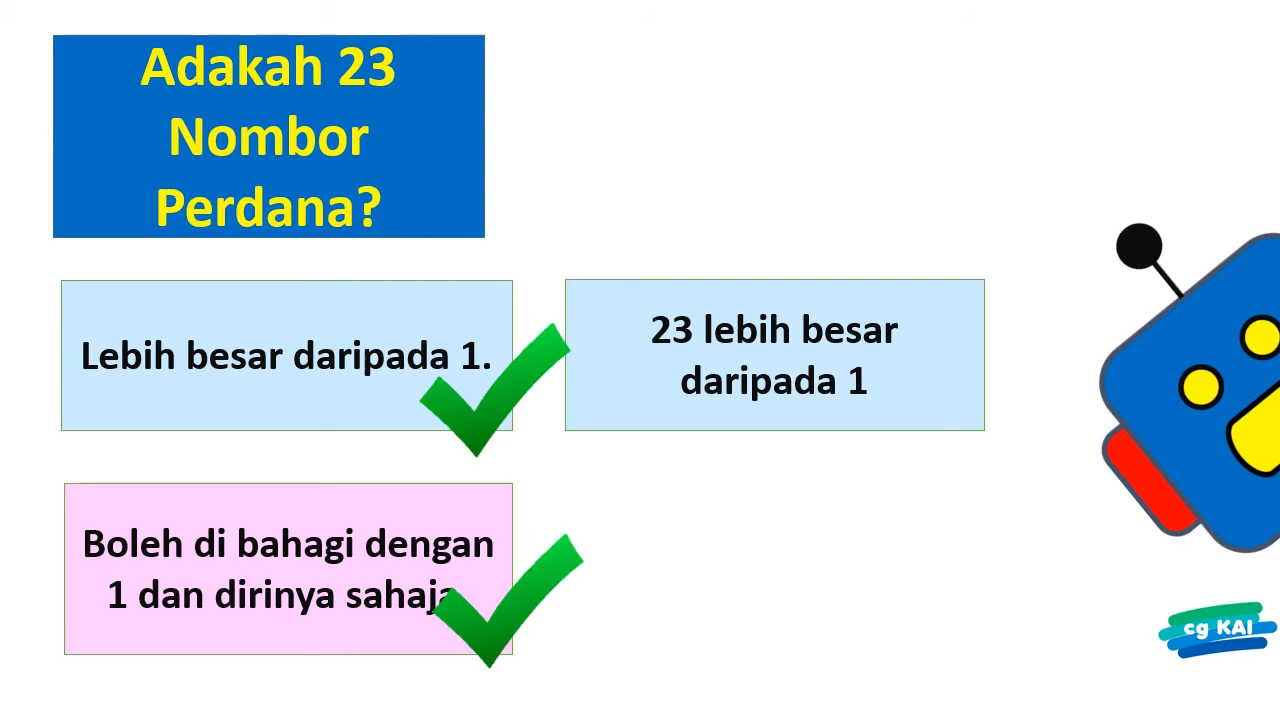 Adakah 23
Nombor
Perdana?
Lebih besar daripada 1.
23 lebih besar
daripada 1
Boleh di bahagi dengan
1 dan dirinya sahaja
cg KAI